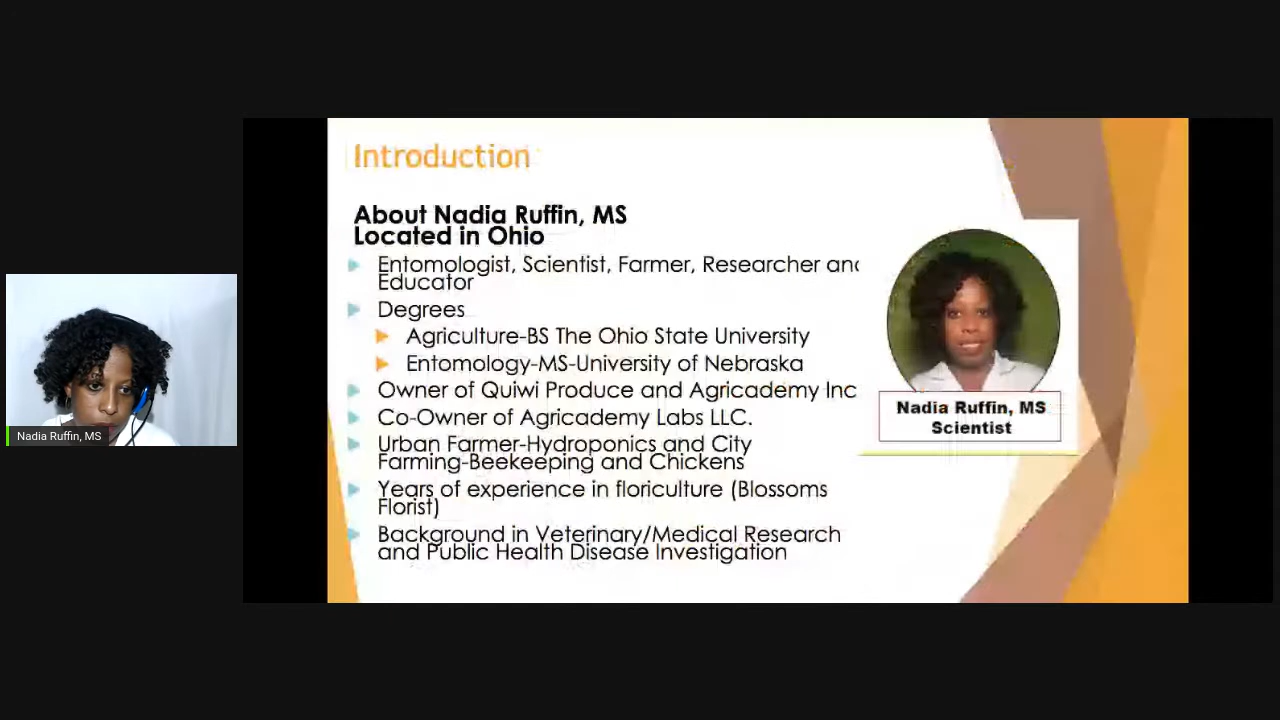 Introduction
About Nadia Ruffin, MS
Located in Ohio
Entomologist, Scientist, Farmer, Researcher and
Educator
Degrees
Agriculture-BS The Ohio State University
Entomology-MS-University of Nebraska
Owner of Quiwi Produce and Agricademy Inc
Co-Owner of Agricademy Labs LLC.
Urban Farmer-Hydroponics and City
Farming-Beekeeping and Chickens
Years of experience in floriculture (Blossoms
Florist)
Background in Veterinary/Medical Research
and Public Health Disease Investigation
Nadia Ruffin, MS
Scientist
Nadia Ruffin, MS